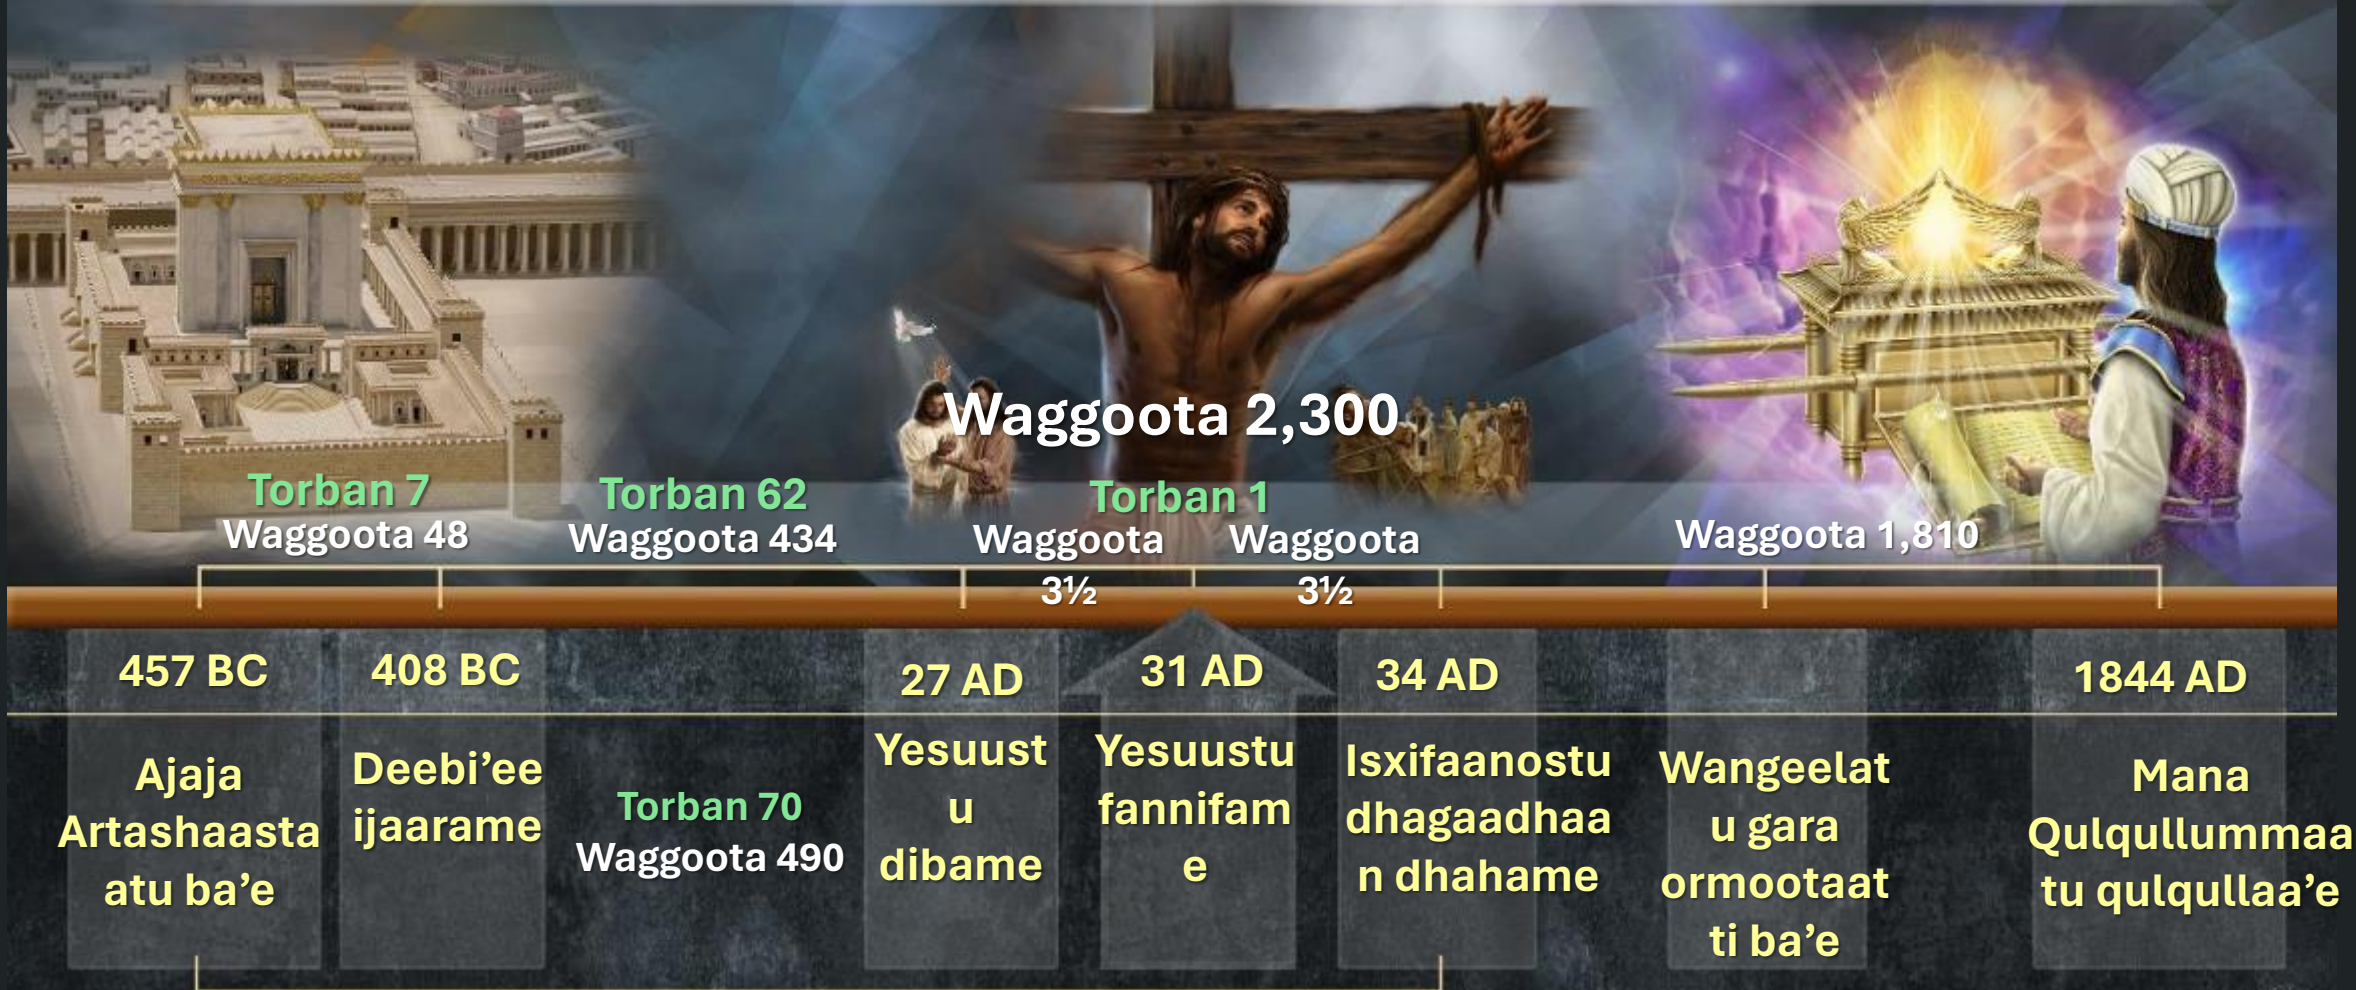 Waggoota 2,300
Torban 7
Waggoota 48
Torban 62
Waggoota 434
Torban 1
Waggoota
3½
Waggoota
3½
Waggoota 1,810
457 BC
408 BC
27 AD
31 AD
34 AD
1844 AD
Ajaja
Artashaasta
atu ba’e
Deebi’ee
ijaarame
Torban 70
Waggoota 490
Yesuust
u
dibame
Yesuustu
fannifam
e
Isxifaanostu
dhagaadhaa
n dhahame
Wangeelat
u gara
ormootaat
ti ba’e
Mana
Qulqullummaa
tu qulqullaa’e